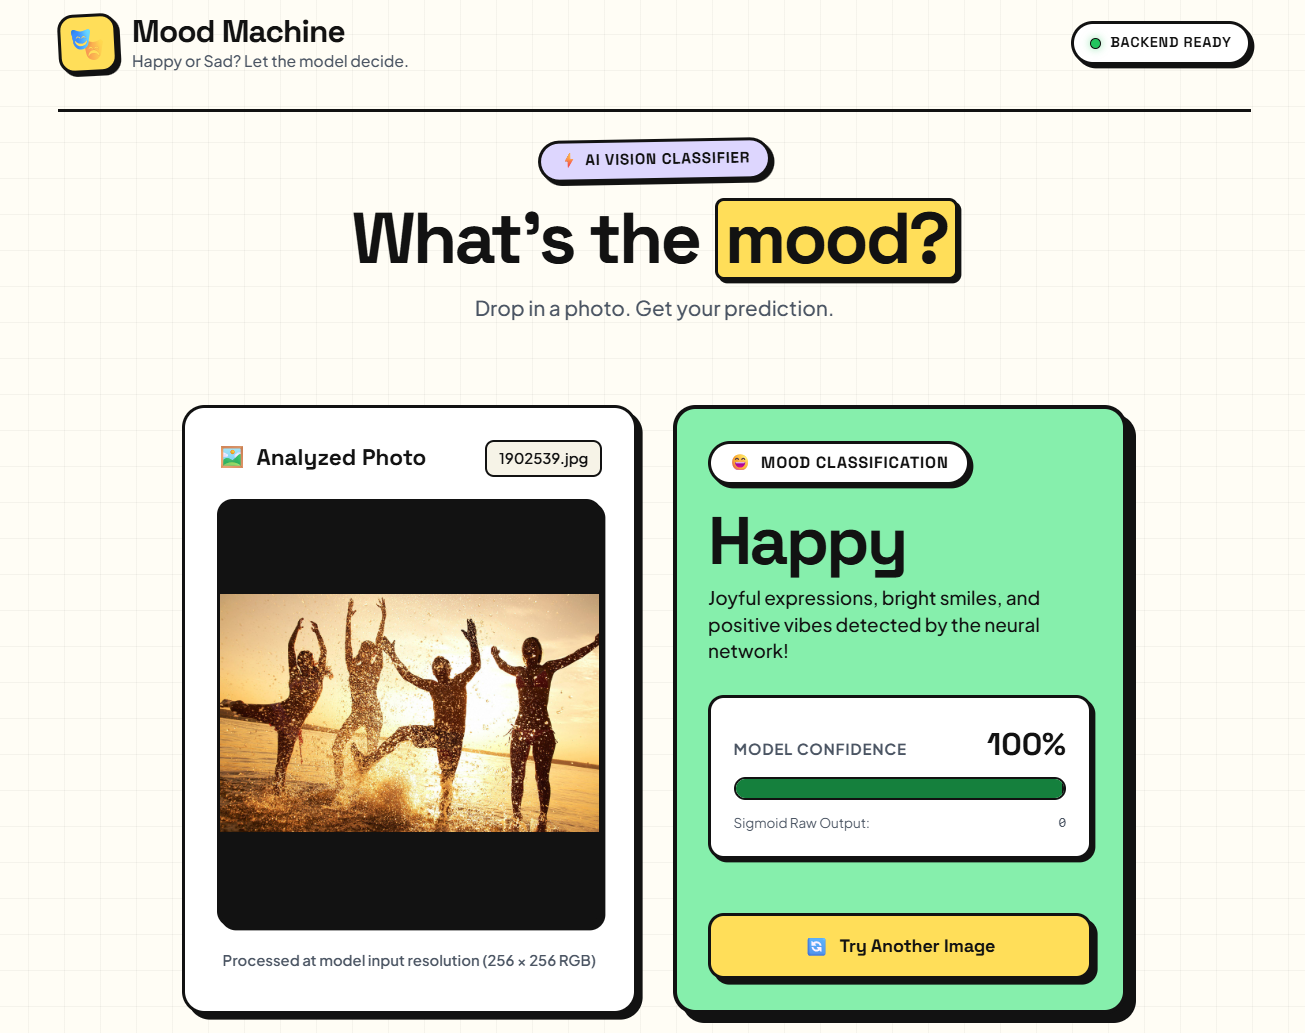 Mood Machine
Happy or Sad? Let the model decide.
BACKEND READY
AI VISION CLASSIFIER
What's the mood?
Drop in a photo. Get your prediction.
Analyzed Photo
1902539.jpg
Processed at model input resolution (256 × 256 RGB)
MOOD CLASSIFICATION
Happy
Joyful expressions, bright smiles, and
positive vibes detected by the neural
network!
MODEL CONFIDENCE
100%
Sigmoid Raw Output:
0
Try Another Image